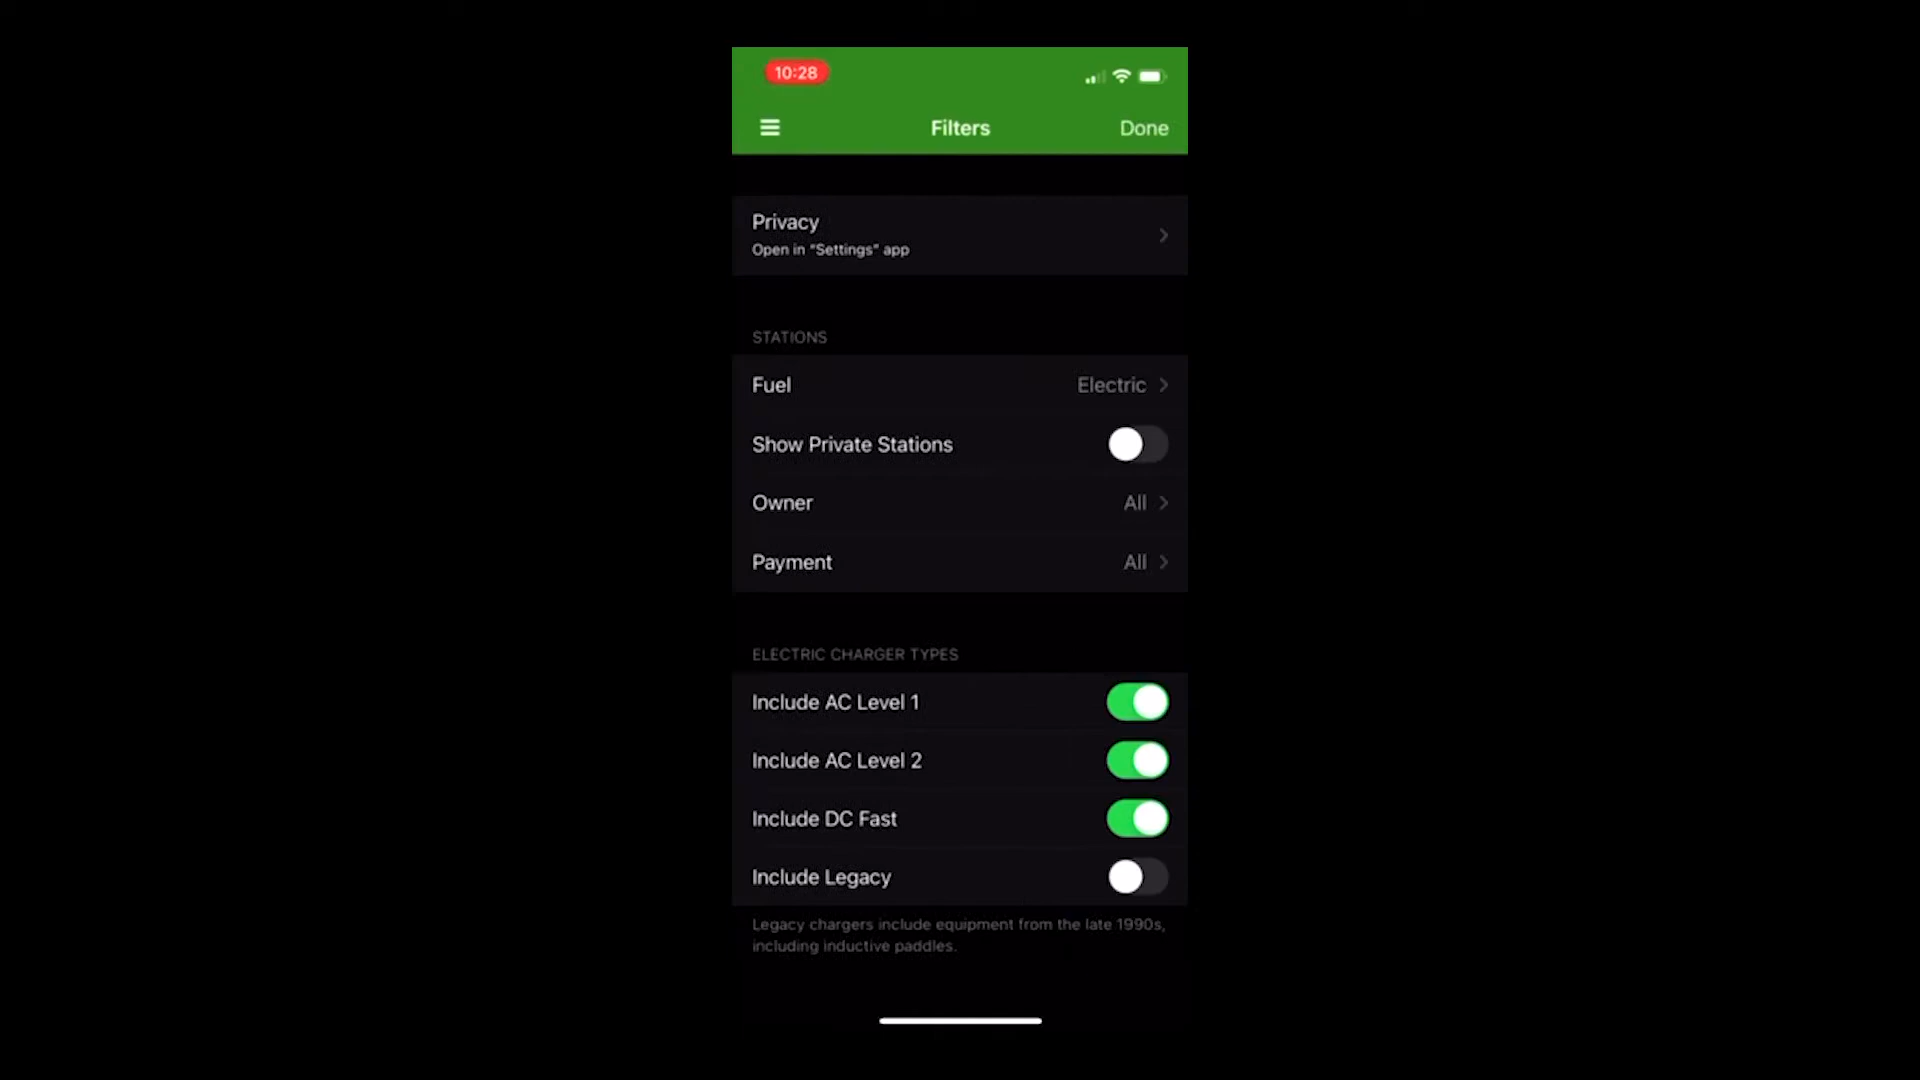 10:28
Filters
Done
Privacy
Open in "Settings" app
STATIONS
Fuel
Electric
Show Private Stations
Owner
All
Payment
All
ELECTRIC CHARGER TYPES
Include AC Level 1
Include AC Level 2
Include DC Fast
Include Legacy
Legacy chargers include equipment from the late 1990s,
including inductive paddles.